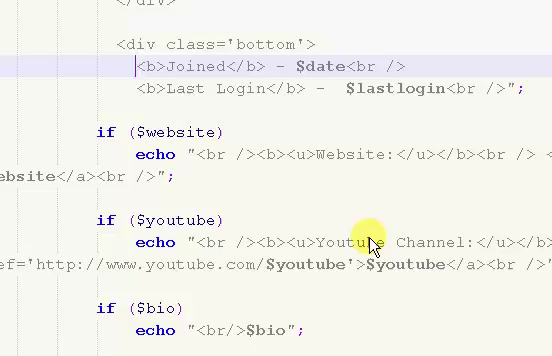 </div>
<div class='bottom'>
<b>Joined</b> - $date<br />
<b>Last Login</b> -  $lastlogin<br />";
if ($website)
echo "<br /><b><u>Website:</u></b><br /> <
ebsite</a><br />";
if ($youtube)
echo "<br /><b><u>Youtube Channel:</u></b>
ef='http://www.youtube.com/$youtube'>$youtube</a><br />"
if ($bio)
echo "<br/>$bio";